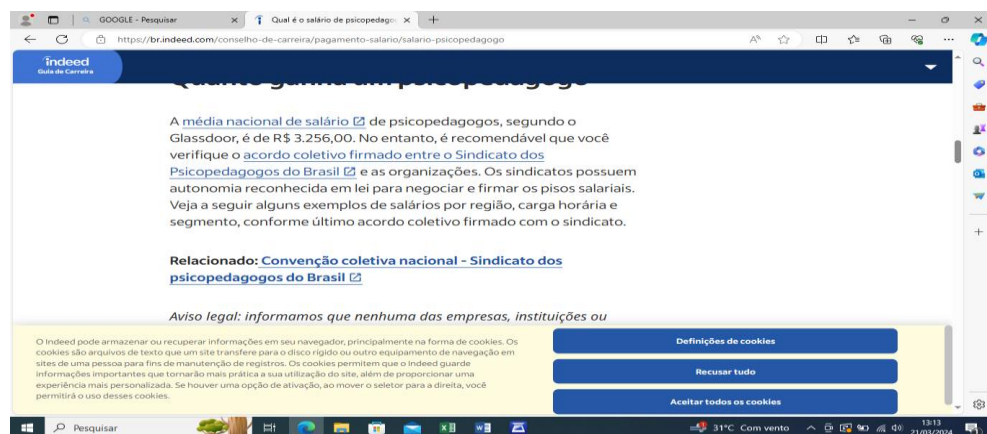 GOOGLE - Pesquisar
Qual é o salário de psicopedago
https://br.indeed.com/conselho-de-carreira/pagamento-salario/salario-psicopedagogo
indeed
Guia de Carreira
Quanto ganha um psicopedagogo
A média nacional de salário de psicopedagogos, segundo o
Glassdoor, é de R$ 3.256,00. No entanto, é recomendável que você
verifique o acordo coletivo firmado entre o Sindicato dos
Psicopedagogos do Brasil e as organizações. Os sindicatos possuem
autonomia reconhecida em lei para negociar e firmar os pisos salariais.
Veja a seguir alguns exemplos de salários por região, carga horária e
segmento, conforme último acordo coletivo firmado com o sindicato.
Relacionado: Convenção coletiva nacional - Sindicato dos
psicopedagogos do Brasil
Aviso legal: informamos que nenhuma das empresas, instituições ou
O Indeed pode armazenar ou recuperar informações em seu navegador, principalmente na forma de cookies. Os
cookies são arquivos de texto que um site transfere para o disco rígido ou outro equipamento de navegação em
sites de uma pessoa para fins de manutenção de registros. Os cookies permitem que o Indeed guarde
informações importantes que tornarão mais prática a sua utilização do site, além de proporcionar uma
experiência mais personalizada. Se houver uma opção de ativação, ao mover o seletor para a direita, você
permitirá o uso desses cookies.
Definições de cookies
Recusar tudo
Aceitar todos os cookies
Pesquisar
31°C Com vento
13:13
21/03/2024